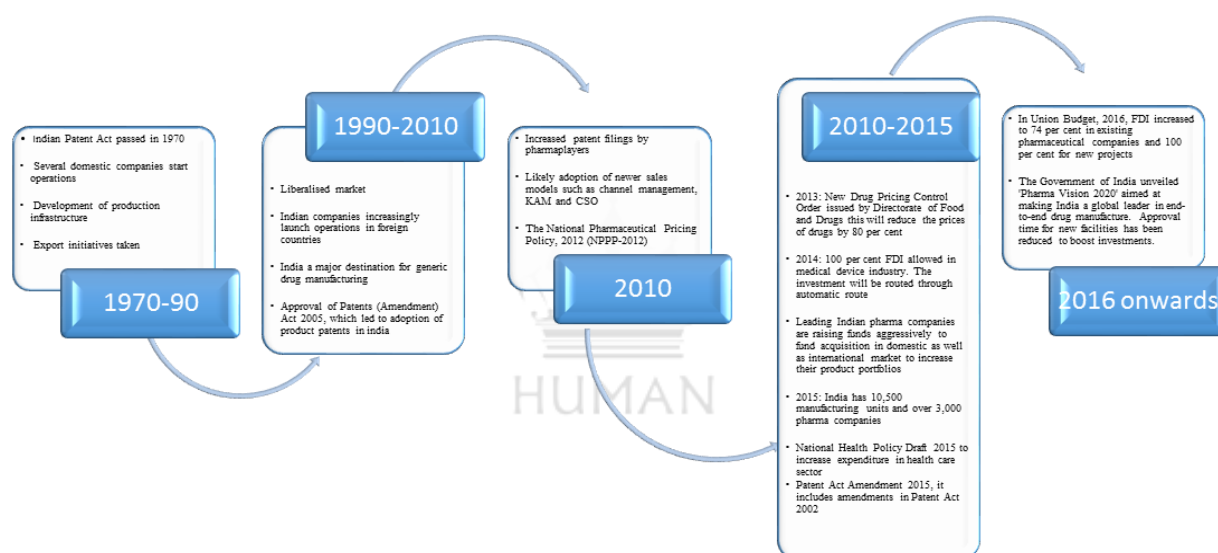 • Indian Patent Act passed in 1970
• Several domestic companies start
operations
• Development of production
infrastructure
• Export initiatives taken
1970-90
1990-2010
• Liberalised market
• Indian companies increasingly
launch operations in foreign
countries
• India a major destination for generic
drug manufacturing
• Approval of Patents (Amendment)
Act 2005, which led to adoption of
product patents in india
• Increased patent filings by
pharmaplayers
• Likely adoption of newer sales
models such as channel management,
KAM and CSO
• The National Pharmaceutical Pricing
Policy, 2012 (NPPP-2012)
2010
HUMAN
2010-2015
• 2013: New Drug Pricing Control
Order issued by Directorate of Food
and Drugs this will reduce the prices
of drugs by 80 per cent
• 2014: 100 per cent FDI allowed in
medical device industry. The
investment will be routed through
automatic route
• Leading Indian pharma companies
are raising funds aggressively to
fund acquisition in domestic as well
as international market to increase
their product portfolios
• 2015: India has 10,500
manufacturing units and over 3,000
pharma companies
• National Health Policy Draft 2015 to
increase expenditure in health care
sector
• Patent Act Amendment 2015, it
includes amendments in Patent Act
2002
• In Union Budget, 2016, FDI increased
to 74 per cent in existing
pharmaceutical companies and 100
per cent for new projects
• The Government of India unveiled
'Pharma Vision 2020' aimed at
making India a global leader in end-
to-end drug manufacture. Approval
time for new facilities has been
reduced to boost investments.
2016 onwards